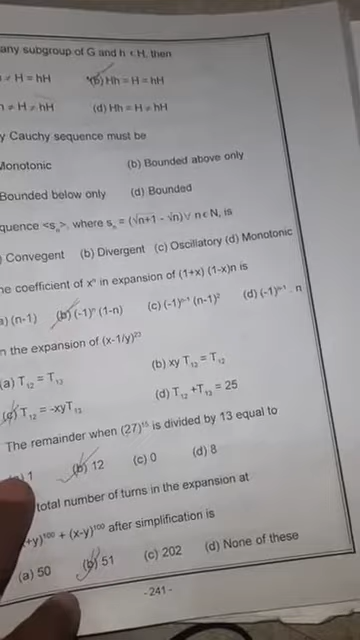 any subgroup of G and h ∈ H, then
≠ H = hH (b) Hh = H = hH
≠ H ≠ hH (d) Hh = H ≠ hH
y Cauchy sequence must be
Monotonic (b) Bounded above only
Bounded below only (d) Bounded
quence <sₙ>, where sₙ = (√n+1 - √n) ∀ n ∈ N, is
Convegent (b) Divergent (c) Oscillatory (d) Monotonic
e coefficient of xⁿ in expansion of (1+x) (1-x)n is
a) (n-1) (b) (-1)ⁿ (1-n) (c) (-1)ⁿ⁻¹ (n-1)² (d) (-1)ⁿ⁻¹ . n
n the expansion of (x-1/y)²³
(a) T₁₂ = T₁₃ (b) xy T₁₂ = T₁₂
(c) T₁₂ = -xyT₁₃ (d) T₁₂ +T₁₃ = 25
The remainder when (27)¹⁵ is divided by 13 equal to
) 1 (b) 12 (c) 0 (d) 8
total number of turns in the expansion at
+y)¹⁰⁰ + (x-y)¹⁰⁰ after simplification is
(a) 50 (b) 51 (c) 202 (d) None of these
-241-